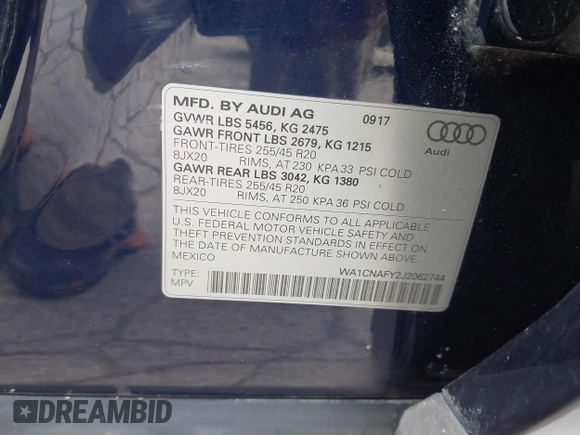 MFD. BY AUDI AG 0917
GVWR LBS 5456, KG 2475
GAWR FRONT LBS 2679, KG 1215
FRONT-TIRES 255/45 R20
8JX20 RIMS, AT 230 KPA 33 PSI COLD
GAWR REAR LBS 3042, KG 1380
REAR-TIRES 255/45 R20
8JX20 RIMS, AT 250 KPA 36 PSI COLD
THIS VEHICLE CONFORMS TO ALL APPLICABLE
U.S. FEDERAL MOTOR VEHICLE SAFETY AND
THEFT PREVENTION STANDARDS IN EFFECT ON
THE DATE OF MANUFACTURE SHOWN ABOVE.
MEXICO
TYPE: WA1CNAFY2J2062744
MPV
Audi
DREAMBID